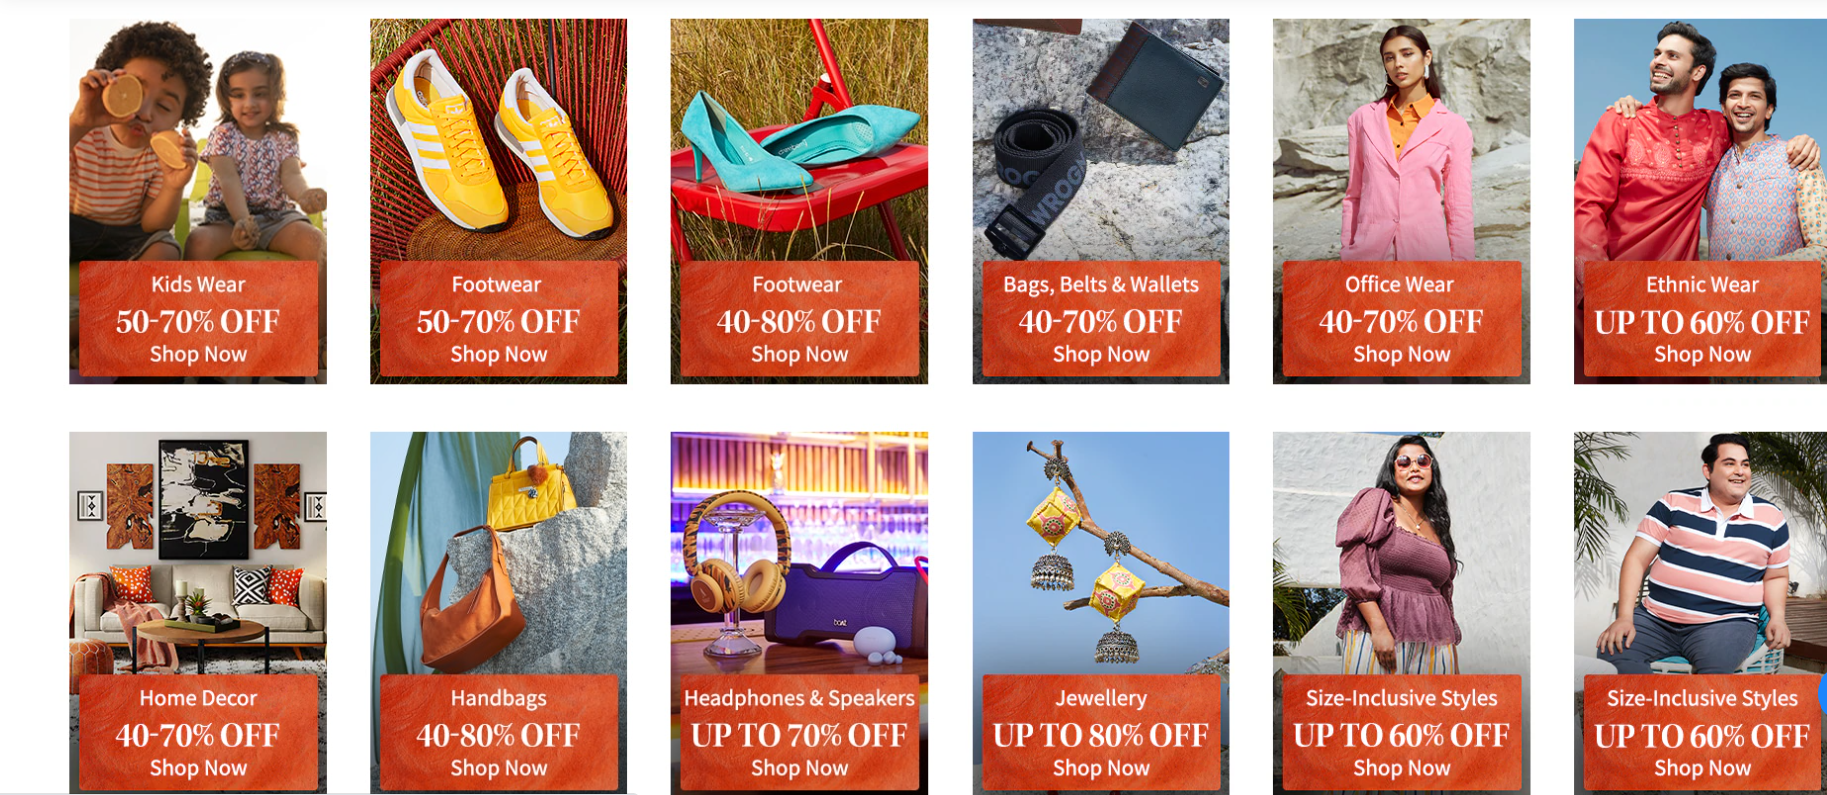 Kids Wear
50-70% OFF
Shop Now
Footwear
50-70% OFF
Shop Now
Footwear
40-80% OFF
Shop Now
WROG
Bags, Belts & Wallets
40-70% OFF
Shop Now
Office Wear
40-70% OFF
Shop Now
Ethnic Wear
UP TO 60% OFF
Shop Now
Home Decor
40-70% OFF
Shop Now
Handbags
40-80% OFF
Shop Now
boAt
Headphones & Speakers
UP TO 70% OFF
Shop Now
Jewellery
UP TO 80% OFF
Shop Now
Size-Inclusive Styles
UP TO 60% OFF
Shop Now
Size-Inclusive Styles
UP TO 60% OFF
Shop Now